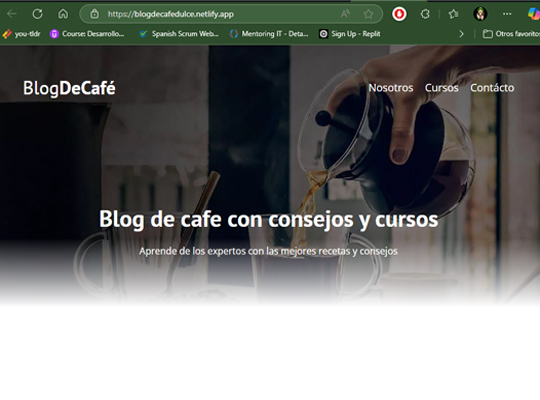 https://blogdecafedulce.netlify.app
you-tldr
Course: Desarrollo...
Spanish Scrum Web...
Mentoring IT - Deta...
Sign Up - Replit
Otros favoritos
BlogDeCafé
Nosotros Cursos Contácto
Blog de cafe con consejos y cursos
Aprende de los expertos con las mejores recetas y consejos